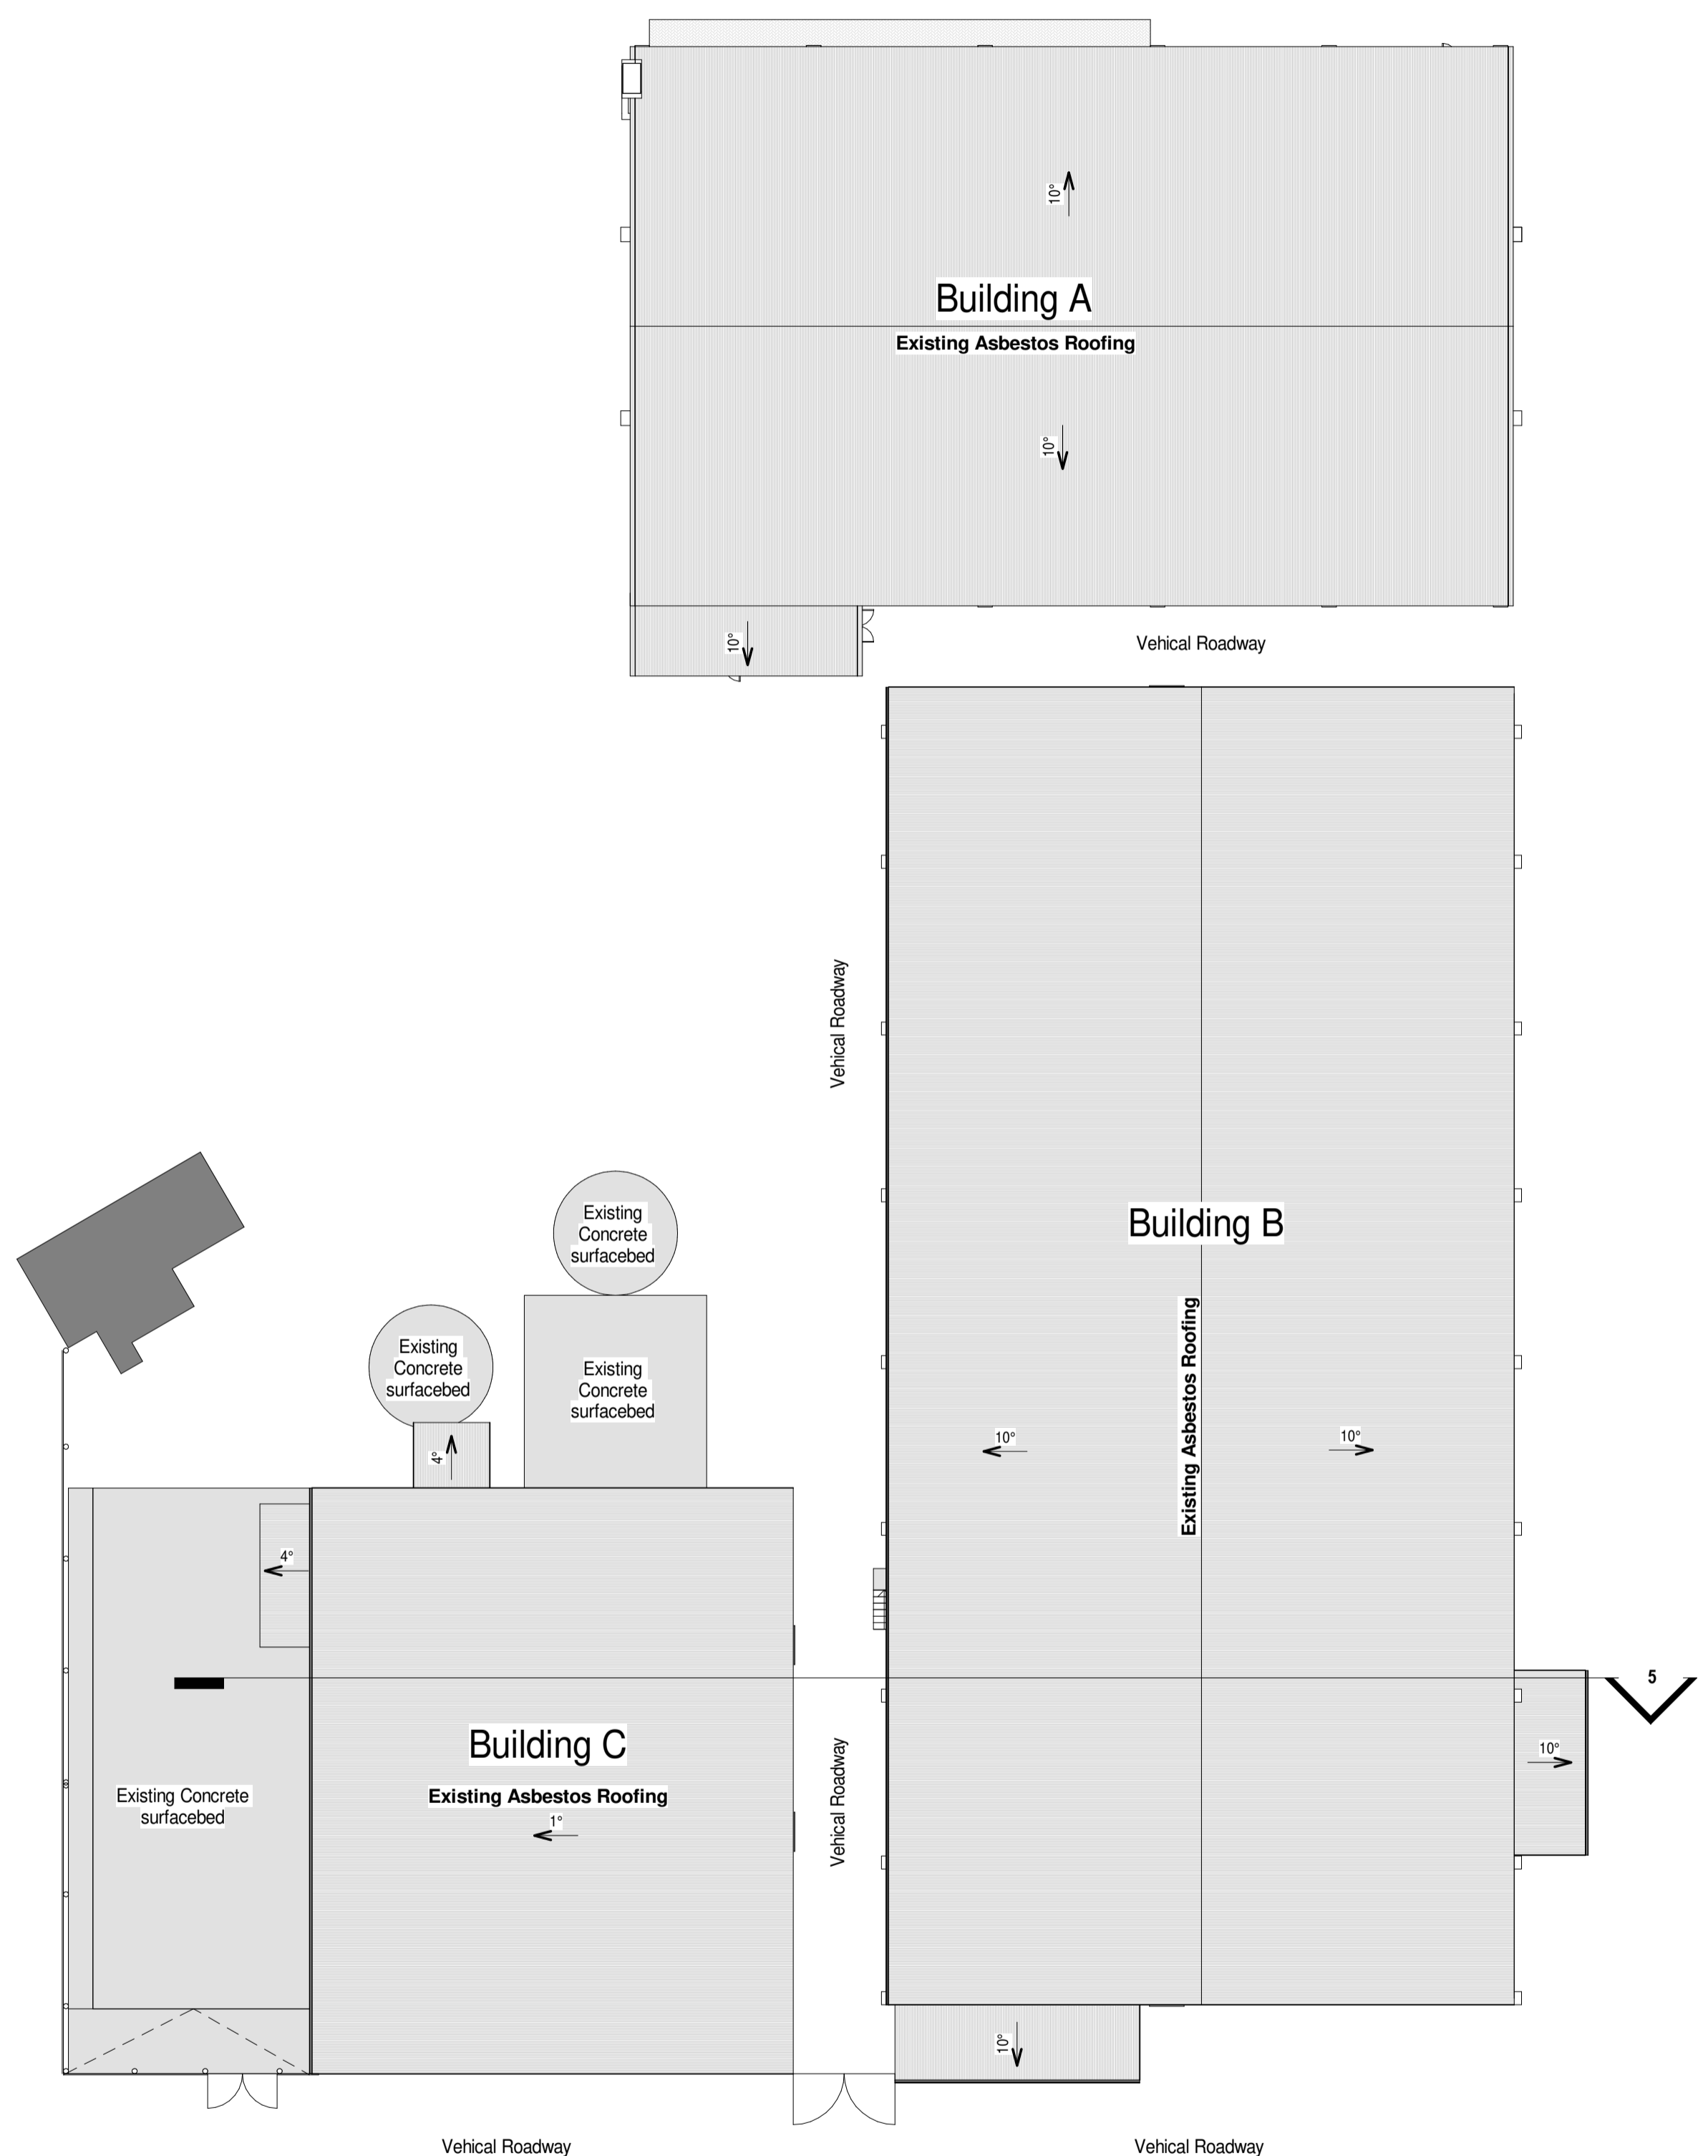 10°
Building A
Existing Asbestos Roofing
10°
10°
Vehical Roadway
Vehical Roadway
Existing
Concrete
surfacebed
Building B
Existing
Concrete
surfacebed
Existing
Concrete
surfacebed
Existing Asbestos Roofing
4°
10°
10°
4°
5
Building C
Existing Asbestos Roofing
1°
Existing Concrete
surfacebed
Vehical Roadway
10°
10°
Vehical Roadway
Vehical Roadway